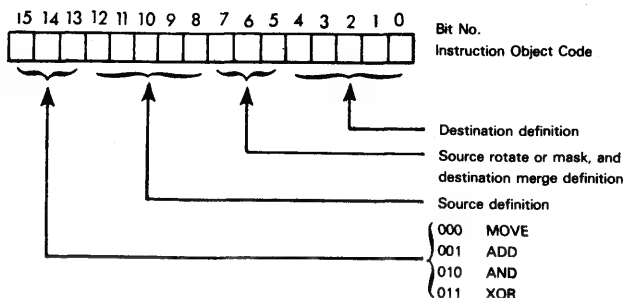 15 14 13 12 11 10 9 8 7 6 5 4 3 2 1 0
Bit No.
Instruction Object Code
Destination definition
Source rotate or mask, and
destination merge definition
Source definition
000 MOVE
001 ADD
010 AND
011 XOR